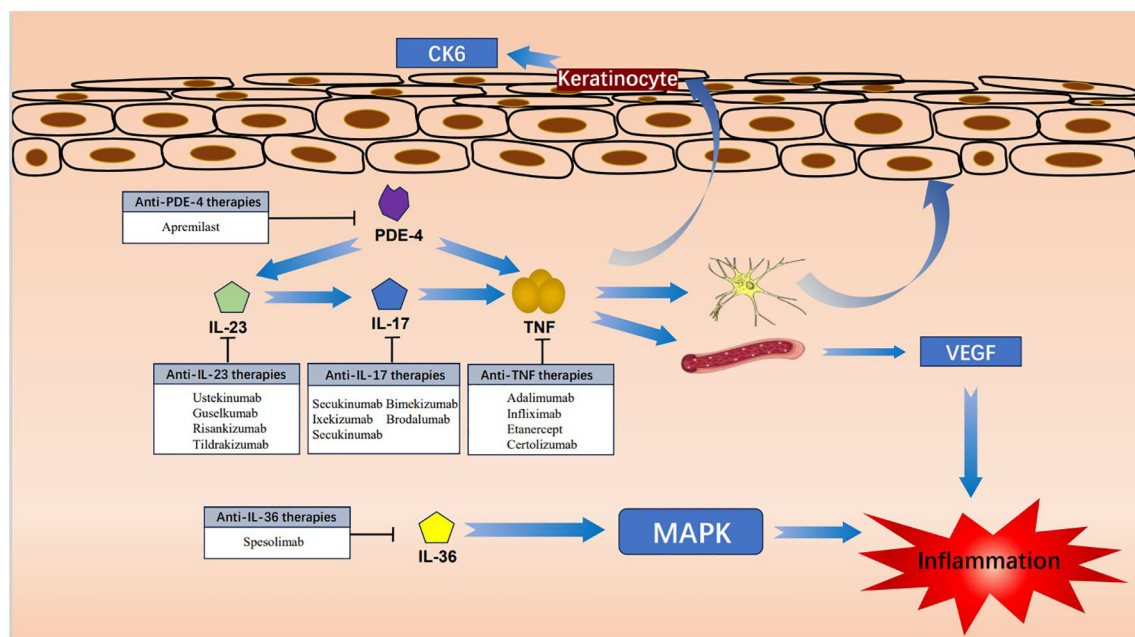 CK6
Keratinocyte
Anti-PDE-4 therapies
Apremilast
PDE-4
IL-23
IL-17
TNF
VEGF
Anti-IL-23 therapies
Ustekinumab
Guselkumab
Risankizumab
Tildrakizumab
Anti-IL-17 therapies
Secukinumab Bimekizumab
Ixekizumab Brodalumab
Secukinumab
Anti-TNF therapies
Adalimumab
Infliximab
Etanercept
Certolizumab
Anti-IL-36 therapies
Spesolimab
IL-36
MAPK
Inflammation